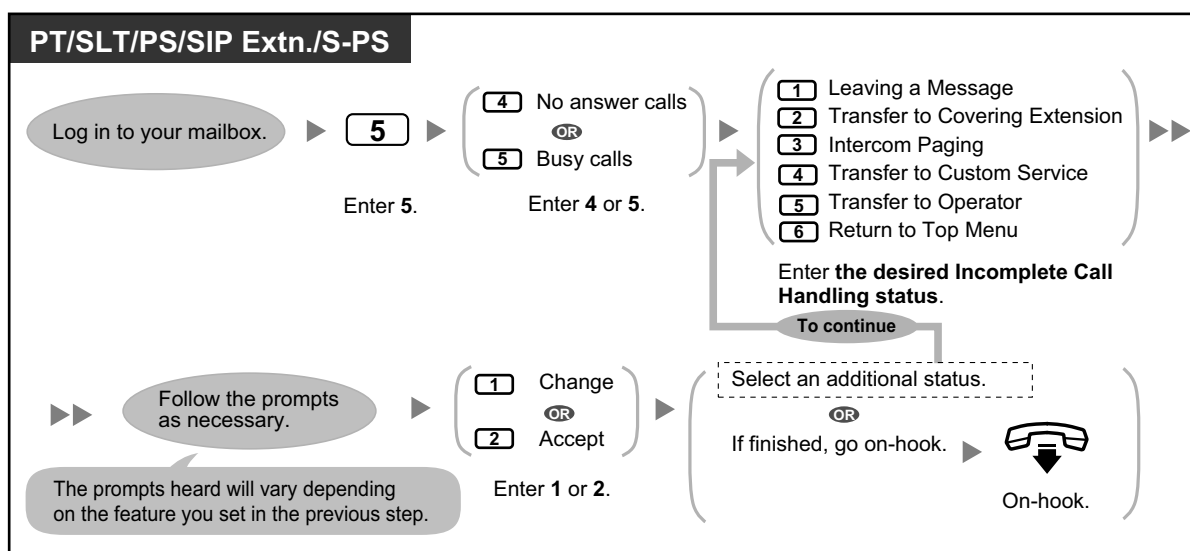 PT/SLT/PS/SIP Extn./S-PS
Log in to your mailbox.
5
Enter 5.
4 No answer calls
OR
5 Busy calls
Enter 4 or 5.
1 Leaving a Message
2 Transfer to Covering Extension
3 Intercom Paging
4 Transfer to Custom Service
5 Transfer to Operator
6 Return to Top Menu
Enter the desired Incomplete Call
Handling status.
To continue
Follow the prompts
as necessary.
The prompts heard will vary depending
on the feature you set in the previous step.
1 Change
OR
2 Accept
Enter 1 or 2.
Select an additional status.
OR
If finished, go on-hook.
On-hook.